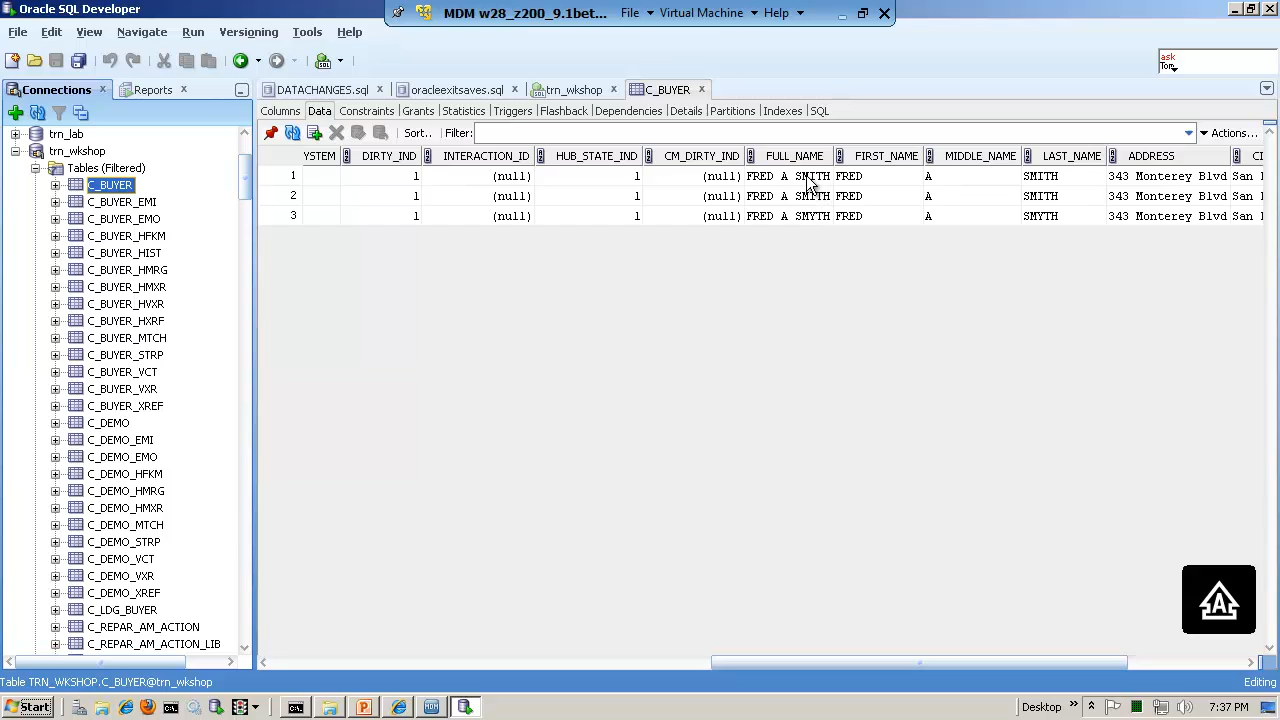 Oracle SQL Developer
MDM w28_z200_9.1bet... File Virtual Machine Help
File Edit View Navigate Run Versioning Tools Help
ask
Tom
Connections Reports
DATACHANGES.sql oracleexitsaves.sql trn_wkshop C_BUYER
Columns Data Constraints Grants Statistics Triggers Flashback Dependencies Details Partitions Indexes SQL
Sort.. Filter: Actions...
trn_lab
trn_wkshop
Tables (Filtered)
C_BUYER
C_BUYER_EMI
C_BUYER_EMO
C_BUYER_HFKM
C_BUYER_HIST
C_BUYER_HMRG
C_BUYER_HMXR
C_BUYER_HVXR
C_BUYER_HXRF
C_BUYER_MTCH
C_BUYER_STRP
C_BUYER_VCT
C_BUYER_VXR
C_BUYER_XREF
C_DEMO
C_DEMO_EMI
C_DEMO_EMO
C_DEMO_HFKM
C_DEMO_HMRG
C_DEMO_HMXR
C_DEMO_MTCH
C_DEMO_STRP
C_DEMO_VCT
C_DEMO_VXR
C_DEMO_XREF
C_LDG_BUYER
C_REPAR_AM_ACTION
C_REPAR_AM_ACTION_LIB
YSTEM DIRTY_IND INTERACTION_ID HUB_STATE_IND CM_DIRTY_IND FULL_NAME FIRST_NAME MIDDLE_NAME LAST_NAME ADDRESS CI
1 1 (null) 1 (null) FRED A SMITH FRED A SMITH 343 Monterey Blvd San
2 1 (null) 1 (null) FRED A SMITH FRED A SMITH 343 Monterey Blvd San
3 1 (null) 1 (null) FRED A SMYTH FRED A SMYTH 343 Monterey Blvd San
A
Table TRN_WKSHOP.C_BUYER@trn_wkshop Editing
Start Desktop 7:37 PM